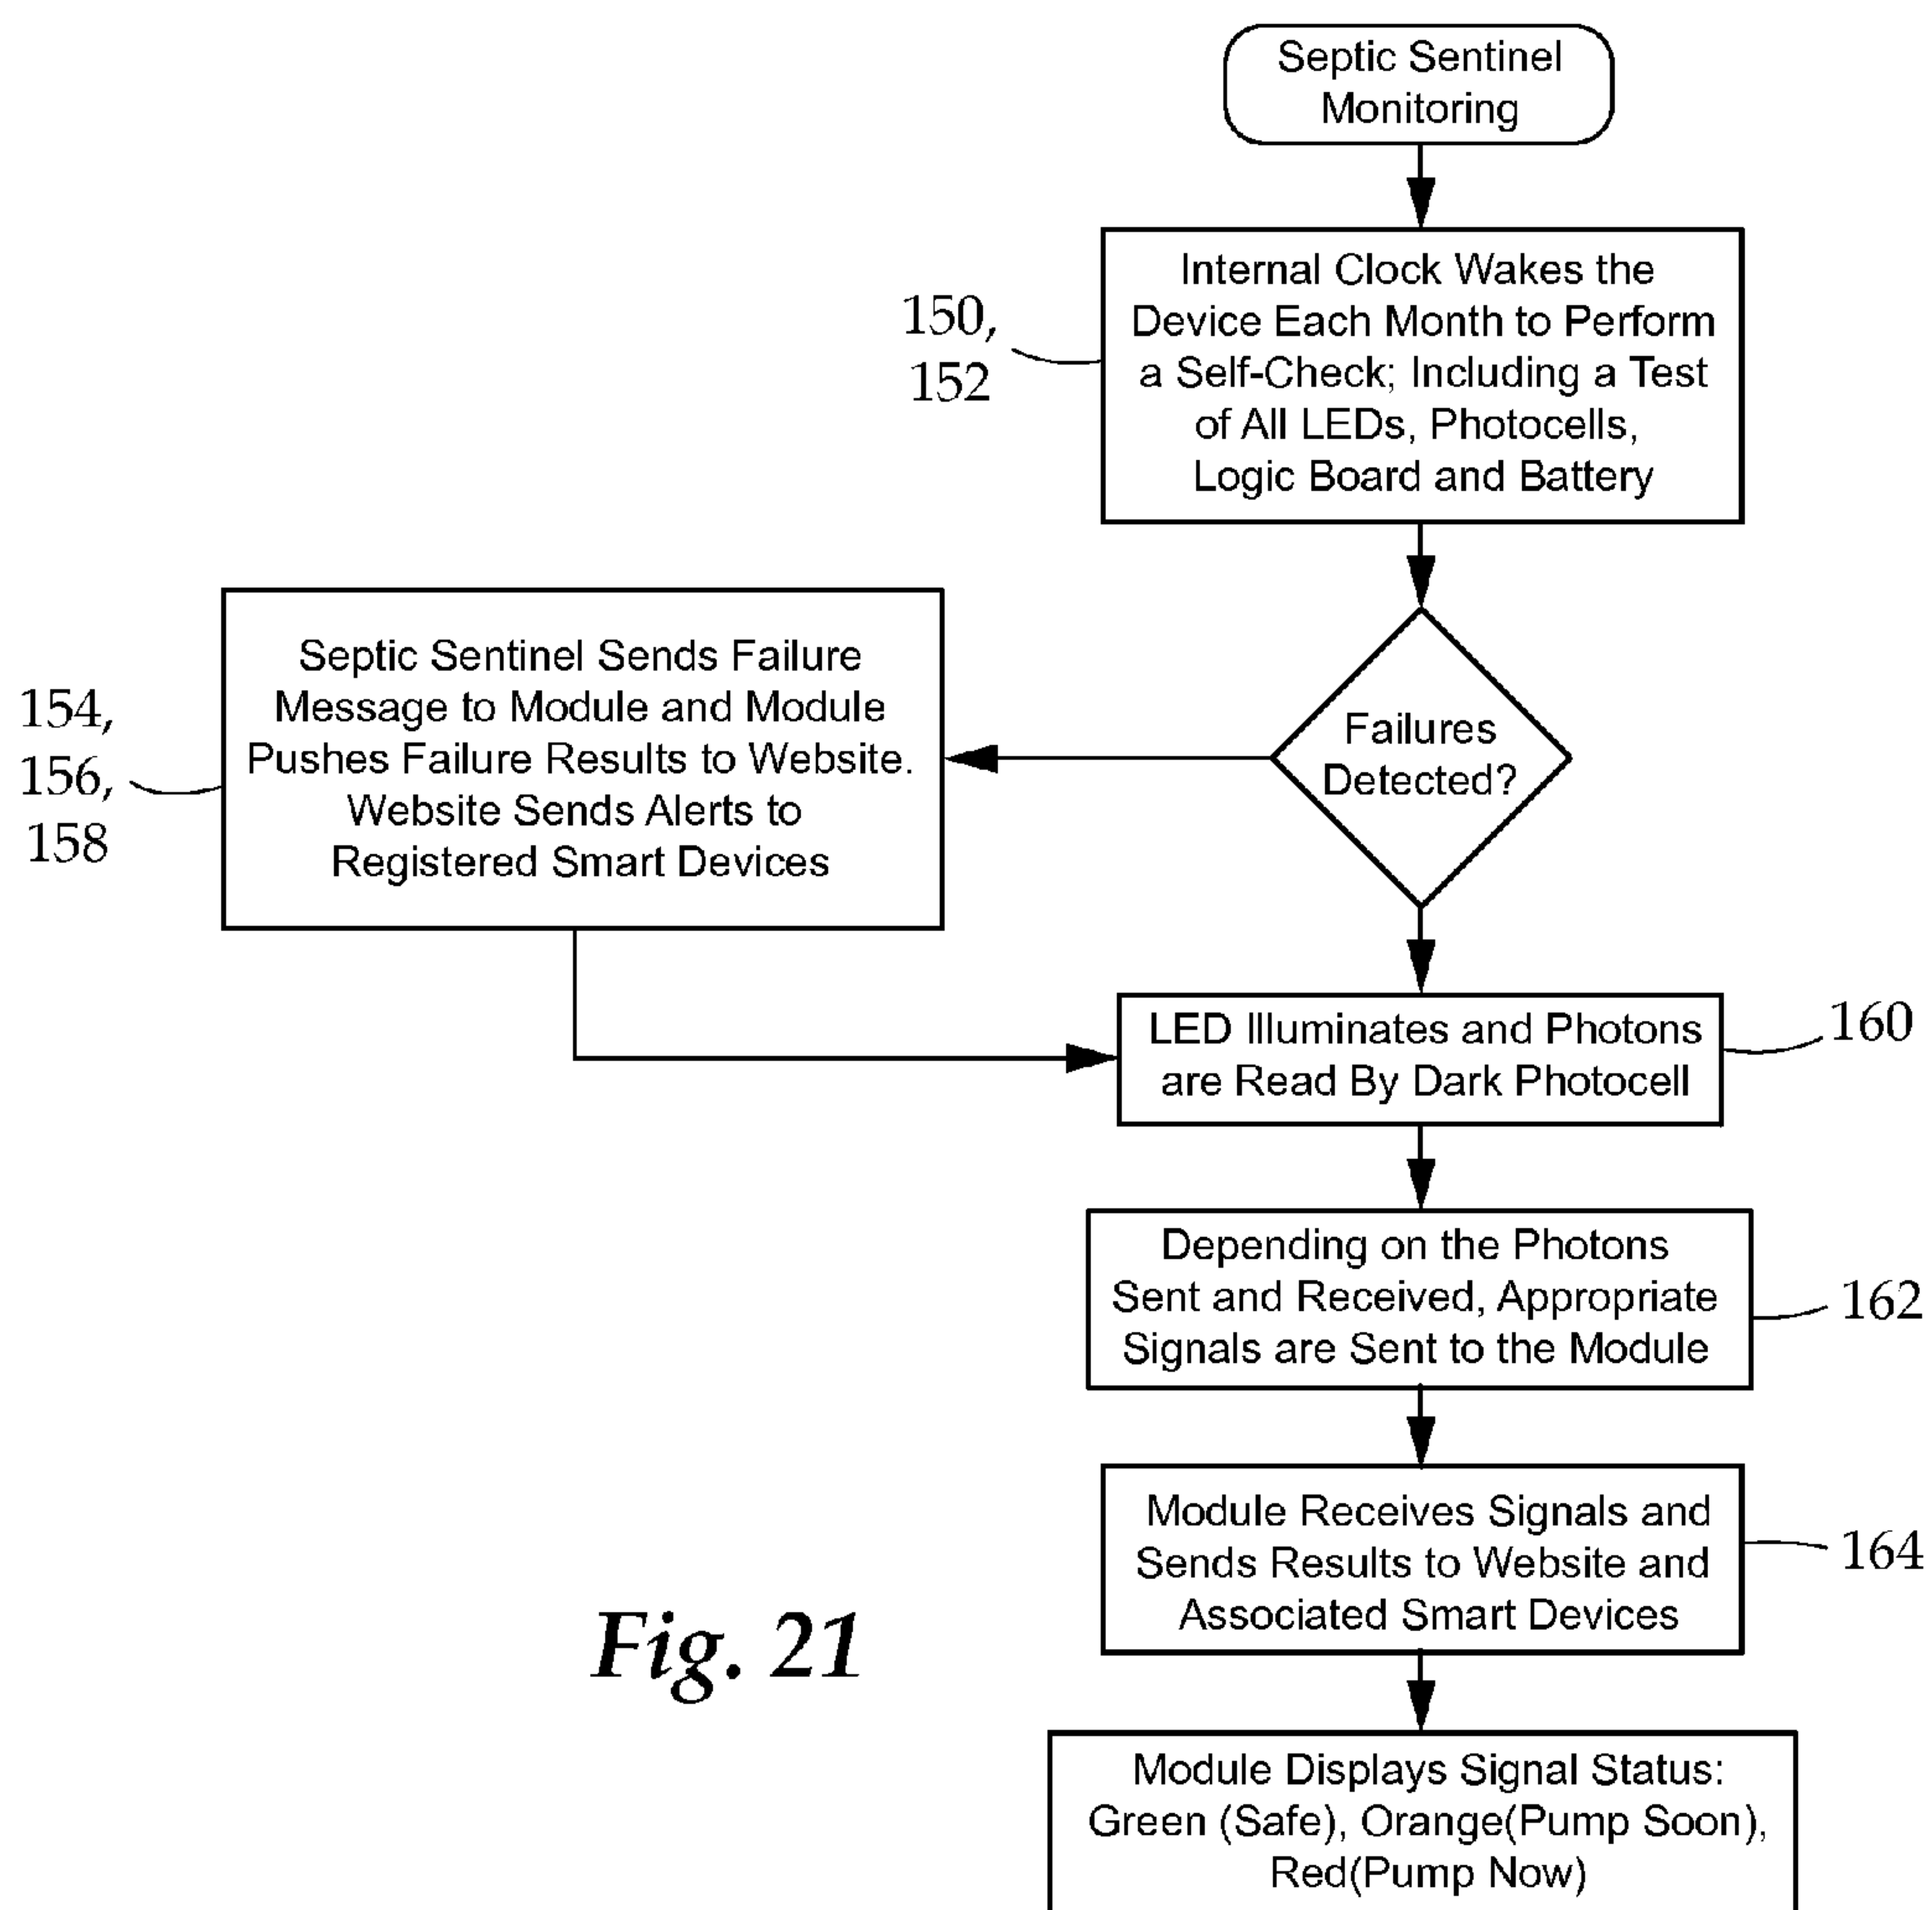 Septic Sentinel
Monitoring
150,
152
Internal Clock Wakes the
Device Each Month to Perform
a Self-Check; Including a Test
of All LEDs, Photocells,
Logic Board and Battery
Failures
Detected?
154,
156,
158
Septic Sentinel Sends Failure
Message to Module and Module
Pushes Failure Results to Website.
Website Sends Alerts to
Registered Smart Devices
LED Illuminates and Photons
are Read By Dark Photocell
160
Depending on the Photons
Sent and Received, Appropriate
Signals are Sent to the Module
162
Module Receives Signals and
Sends Results to Website and
Associated Smart Devices
164
Module Displays Signal Status:
Green (Safe), Orange(Pump Soon),
Red(Pump Now)
Fig. 21